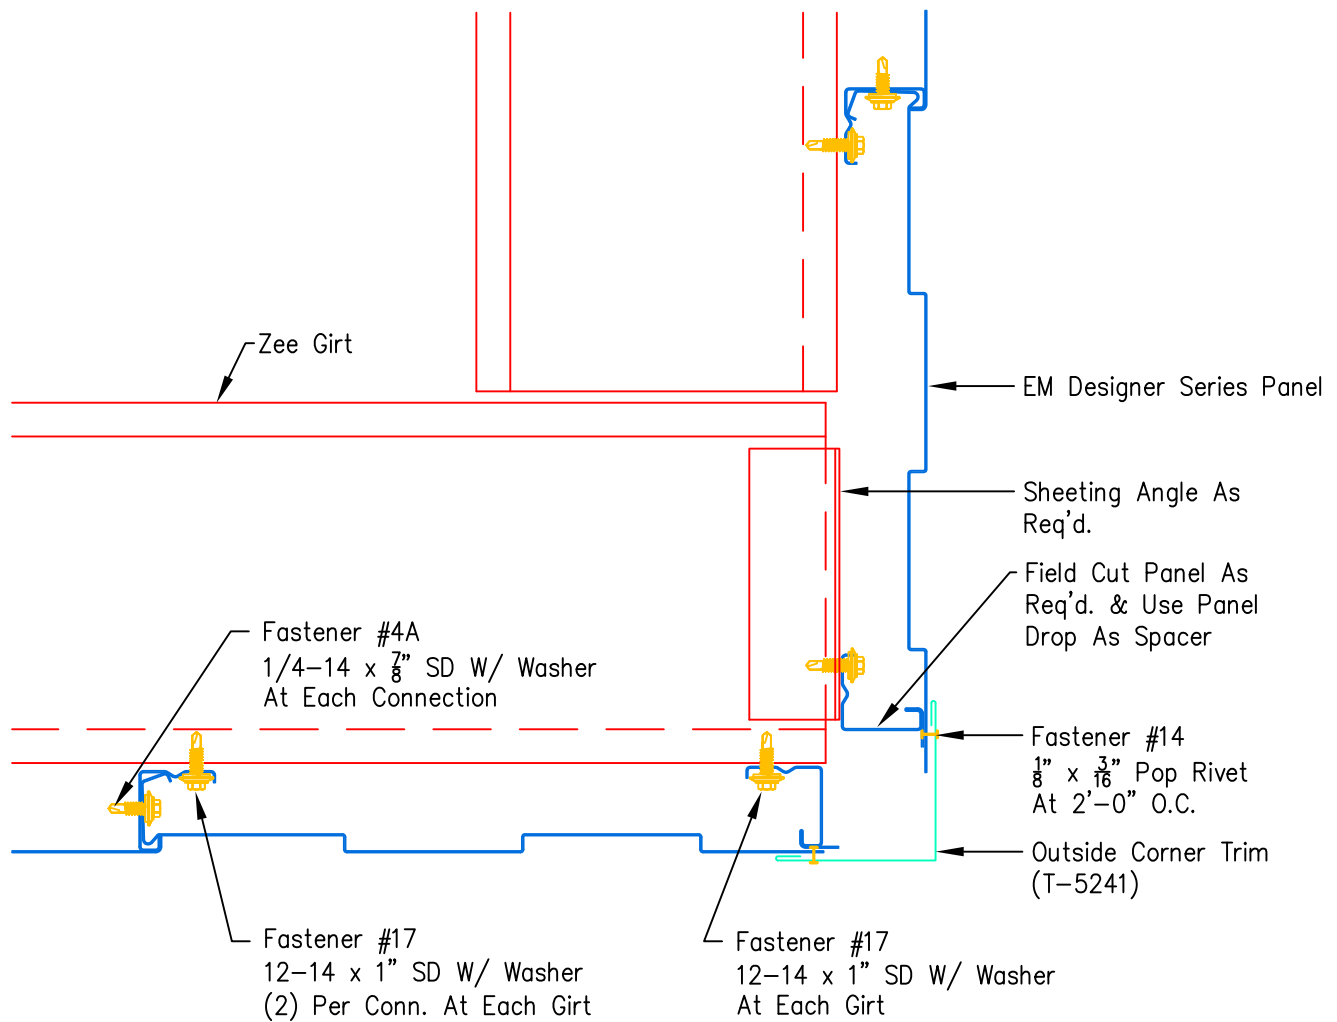 Zee Girt
EM Designer Series Panel
Sheeting Angle As
Req'd.
Field Cut Panel As
Req'd. & Use Panel
Drop As Spacer
Fastener #4A
1/4-14 x 7/8" SD W/ Washer
At Each Connection
Fastener #14
1/8" x 3/16" Pop Rivet
At 2'-0" O.C.
Outside Corner Trim
(T-5241)
Fastener #17
12-14 x 1" SD W/ Washer
(2) Per Conn. At Each Girt
Fastener #17
12-14 x 1" SD W/ Washer
At Each Girt